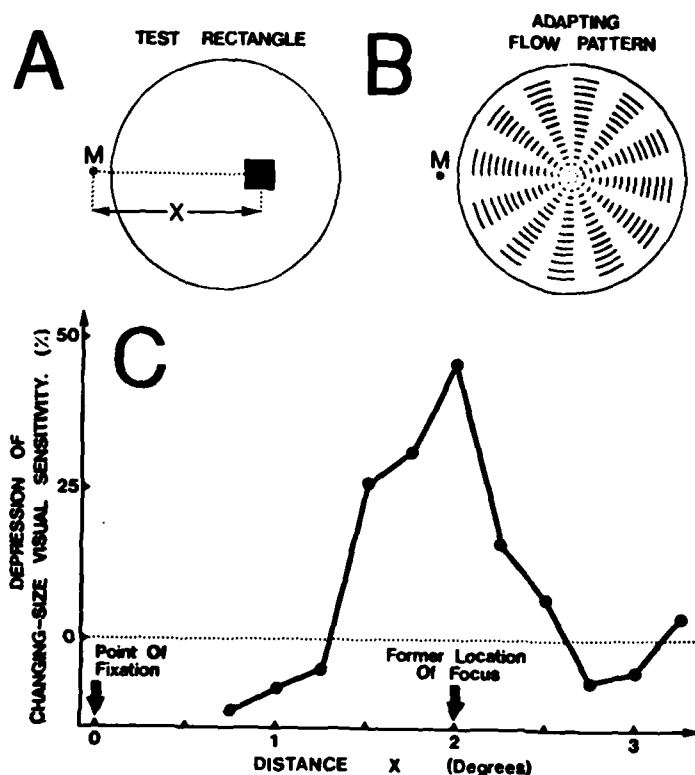 A
TEST RECTANGLE
M
X
B
ADAPTING
FLOW PATTERN
M
C
DEPRESSION OF
CHANGING-SIZE VISUAL SENSITIVITY. (%)
50
25
0
Point Of
Fixation
Former Location
Of Focus
0
1
2
3
DISTANCE X (Degrees)